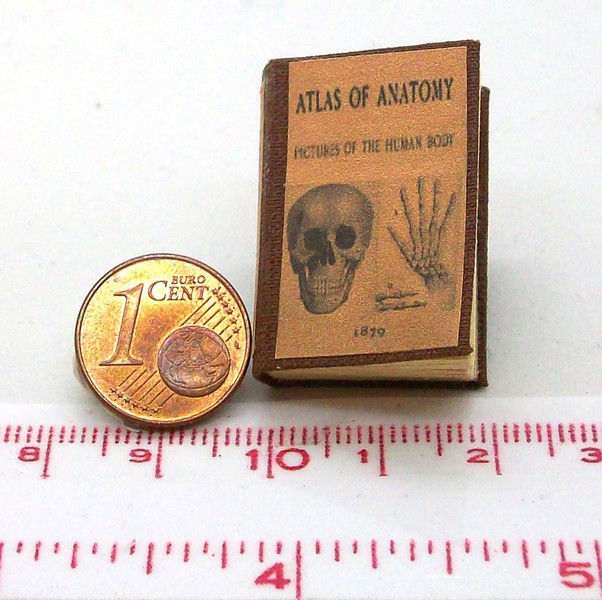 ATLAS OF ANATOMY
PICTURES OF THE HUMAN BODY
1879
1 EURO
CENT
8 9 10 1 2 3
4 5